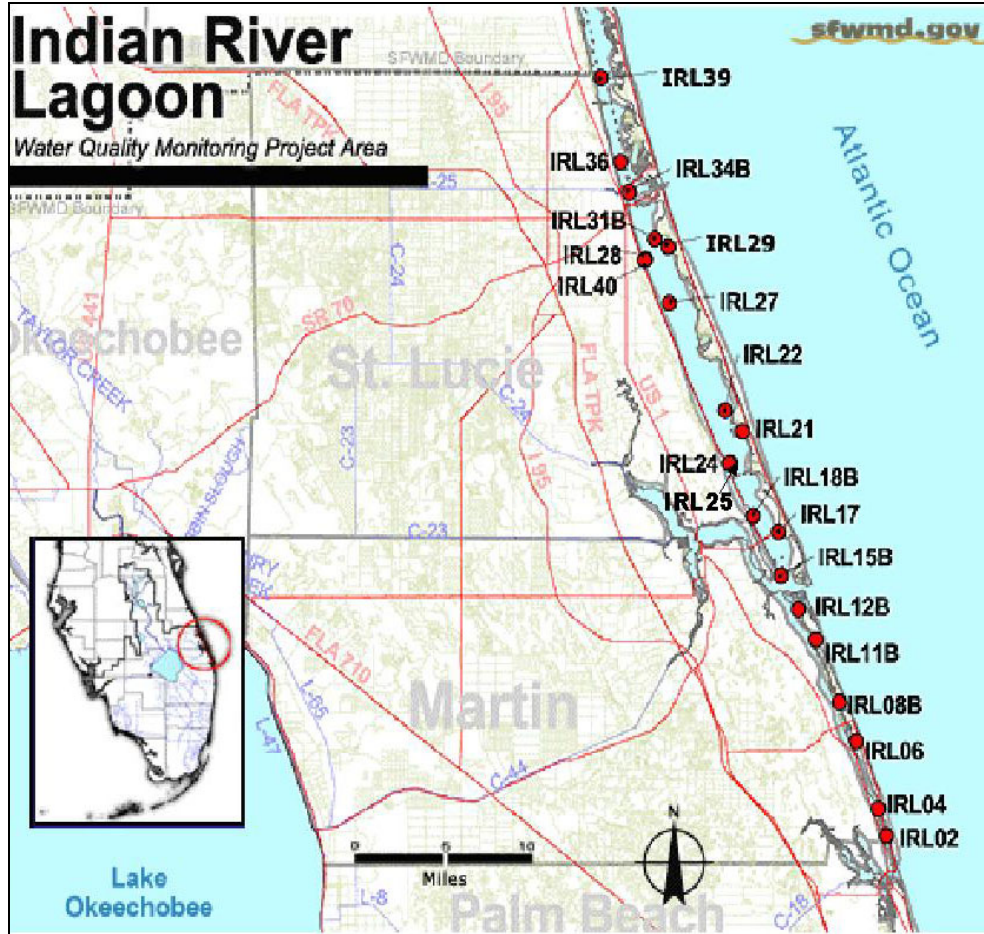 Indian River
Lagoon
Water Quality Monitoring Project Area
sfwmd.gov
SFWMD Boundary
FLA TPK
I 95
IRL39
Atlantic Ocean
IRL36
IRL34B
C-25
SFWMD Boundary
IRL31B
IRL29
IRL28
IRL40
C-24
IRL27
441
SR 70
TAYLOR CREEK
Okeechobee
St. Lucie
IRL22
FLA TPK
US 1
C-24
C-23
IRL21
IRL24
IRL18B
IRL25
I 95
IRL17
C-23
IRL15B
IRL12B
FLA 710
IRL11B
L-65
Martin
IRL08B
L-47
IRL06
C-44
IRL04
N
IRL02
0 5 10
Miles
Lake
Okeechobee
L-8
Palm Beach
C-18